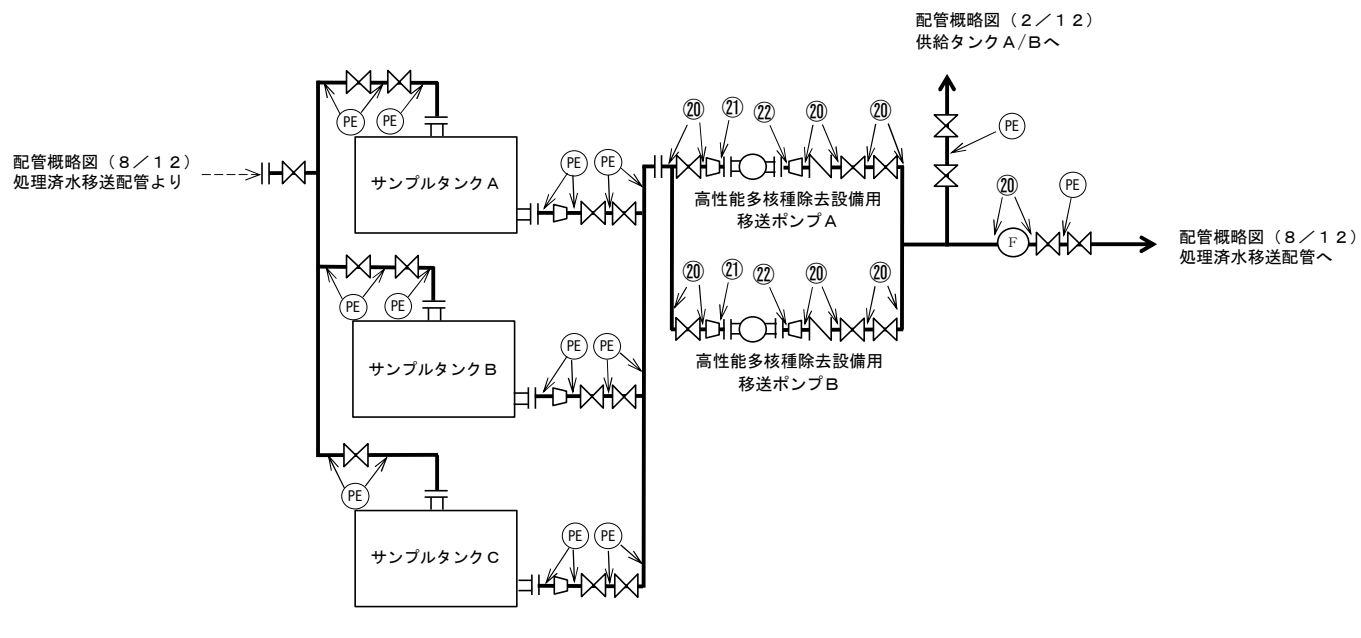 配管概略図（２／１２）
供給タンクＡ/Ｂへ
PE
PE
⑳
㉑
㉒
⑳
⑳
PE
配管概略図（８／１２）
処理済水移送配管より
サンプルタンクＡ
PE
PE
高性能多核種除去設備用
移送ポンプＡ
⑳
PE
F
配管概略図（８／１２）
処理済水移送配管へ
PE
PE
⑳
㉑
㉒
⑳
⑳
サンプルタンクＢ
PE
PE
高性能多核種除去設備用
移送ポンプＢ
PE
サンプルタンクＣ
PE
PE